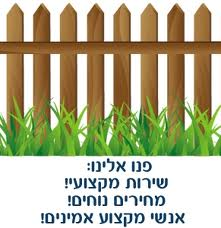 פנו אלינו:
שירות מקצועי!
מחירים נוחים!
אנשי מקצוע אמינים!